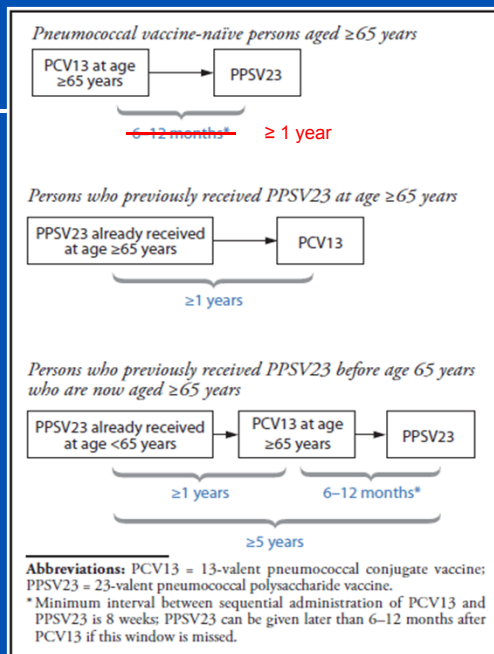 Pneumococcal vaccine-naïve persons aged ≥65 years
PCV13 at age
≥65 years
PPSV23
6–12 months*
≥ 1 year
Persons who previously received PPSV23 at age ≥65 years
PPSV23 already received
at age ≥65 years
PCV13
≥1 years
Persons who previously received PPSV23 before age 65 years
who are now aged ≥65 years
PPSV23 already received
at age <65 years
PCV13 at age
≥65 years
PPSV23
≥1 years
6–12 months*
≥5 years
Abbreviations: PCV13 = 13-valent pneumococcal conjugate vaccine;
PPSV23 = 23-valent pneumococcal polysaccharide vaccine.
* Minimum interval between sequential administration of PCV13 and
PPSV23 is 8 weeks; PPSV23 can be given later than 6–12 months after
PCV13 if this window is missed.